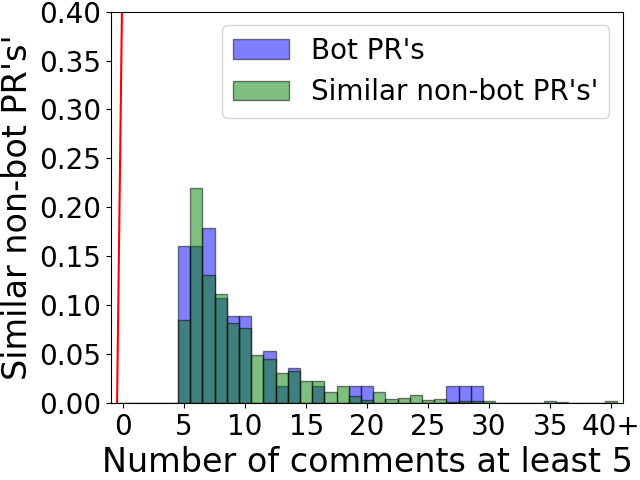 Similar non-bot PR's'
0.40
0.35
0.30
0.25
0.20
0.15
0.10
0.05
0.00
Bot PR's
Similar non-bot PR's'
0 5 10 15 20 25 30 35 40+
Number of comments at least 5